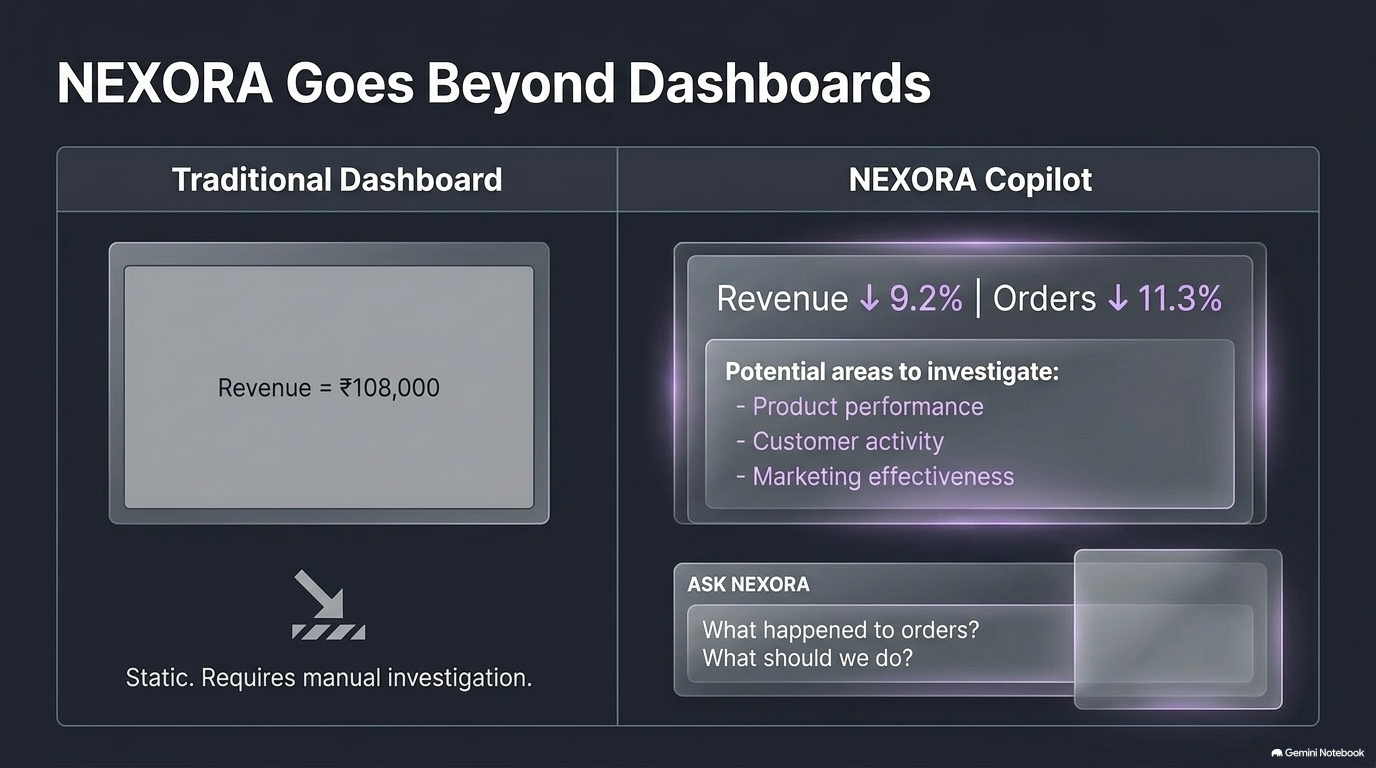 NEXORA Goes Beyond Dashboards
Traditional Dashboard
Revenue = ₹108,000
Static. Requires manual investigation.
NEXORA Copilot
Revenue ↓ 9.2% | Orders ↓ 11.3%
Potential areas to investigate:
- Product performance
- Customer activity
- Marketing effectiveness
ASK NEXORA
What happened to orders?
What should we do?
Gemini Notebook